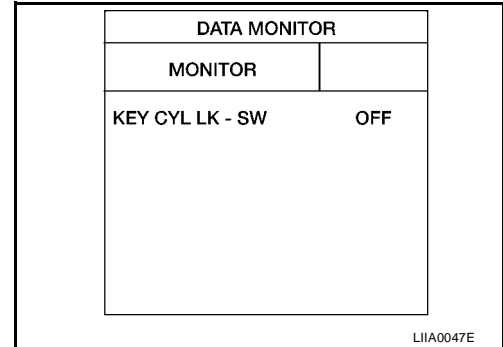 DATA MONITOR
MONITOR
KEY CYL LK - SW OFF
LIIA0047E